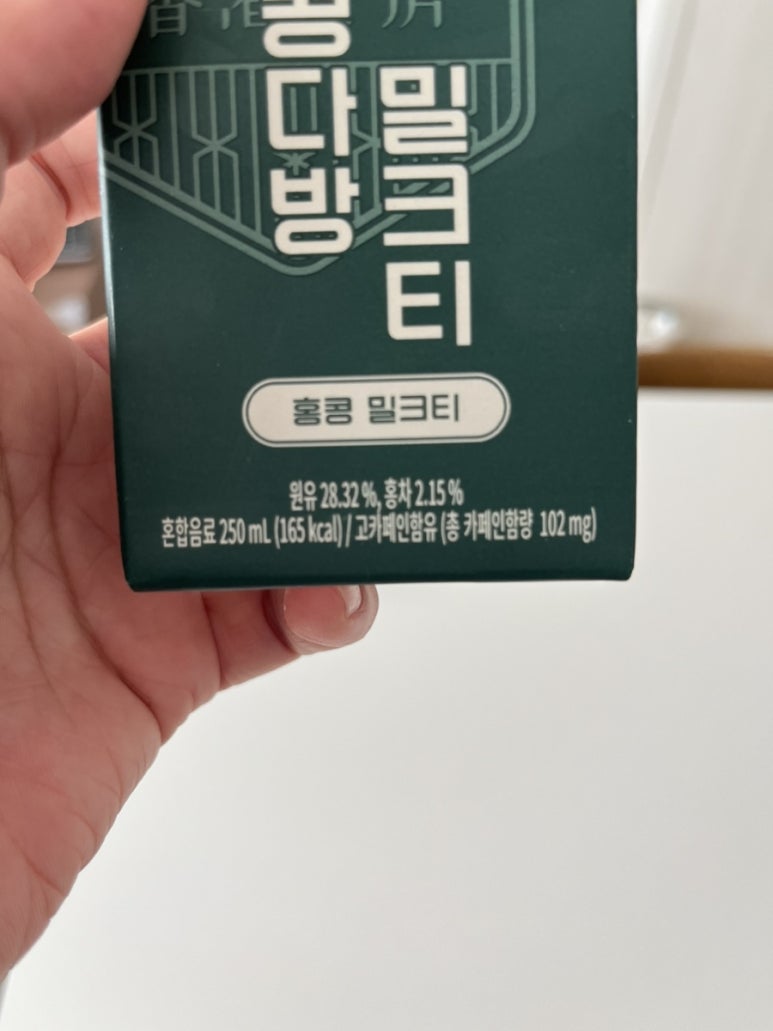 콩다방
밀크티
홍콩 밀크티
원유 28.32 %, 홍차 2.15 %
혼합음료 250 mL (165 kcal) / 고카페인함유 (총 카페인함량 102 mg)